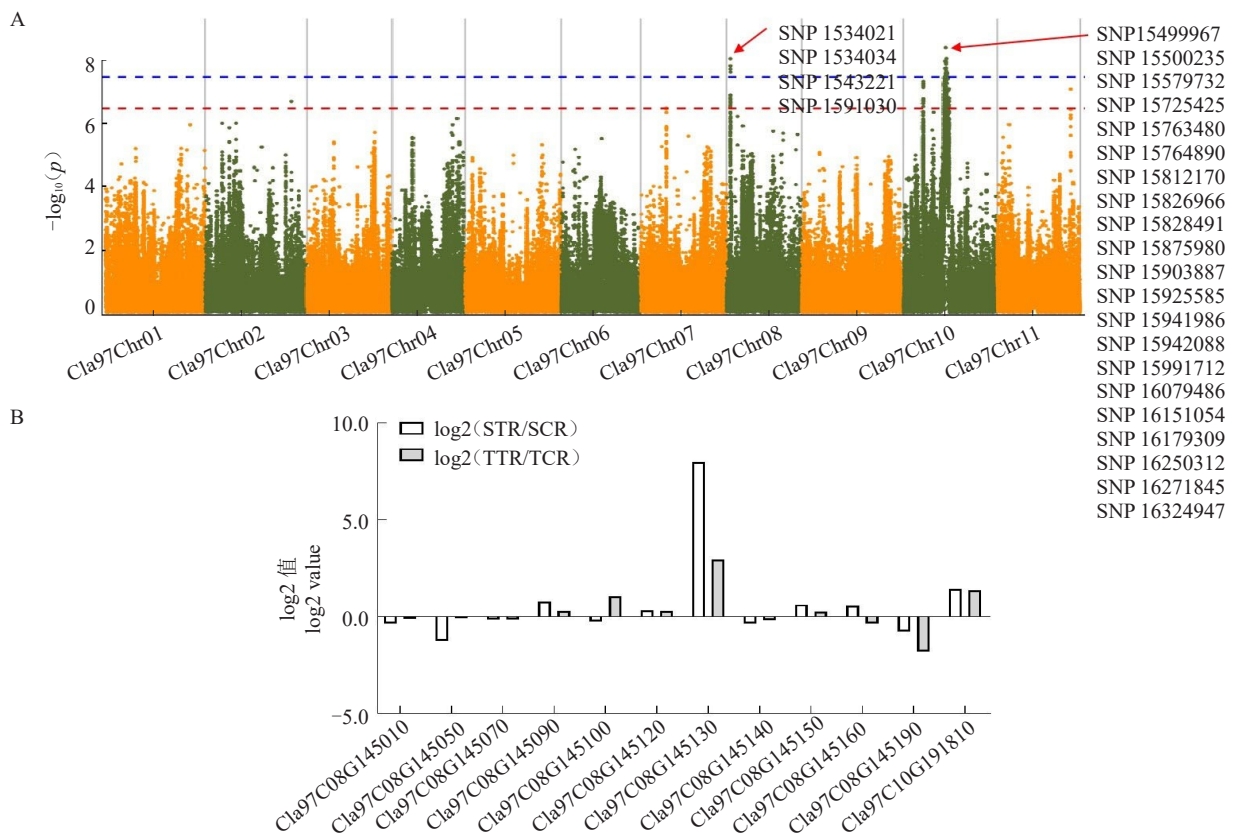 A
SNP 1534021
SNP 1534034
SNP 1543221
SNP 1591030
SNP15499967
SNP 15500235
SNP 15579732
SNP 15725425
SNP 15763480
SNP 15764890
SNP 15812170
SNP 15826966
SNP 15828491
SNP 15875980
SNP 15903887
SNP 15925585
SNP 15941986
SNP 15942088
SNP 15991712
SNP 16079486
SNP 16151054
SNP 16179309
SNP 16250312
SNP 16271845
SNP 16324947
−log₁₀(p)
8
6
4
2
0
Cla97Chr01
Cla97Chr02
Cla97Chr03
Cla97Chr04
Cla97Chr05
Cla97Chr06
Cla97Chr07
Cla97Chr08
Cla97Chr09
Cla97Chr10
Cla97Chr11
B
log2（STR/SCR）
log2（TTR/TCR）
log2 值
log2 value
10.0
5.0
0.0
−5.0
Cla97C08G145010
Cla97C08G145050
Cla97C08G145070
Cla97C08G145090
Cla97C08G145100
Cla97C08G145120
Cla97C08G145130
Cla97C08G145140
Cla97C08G145150
Cla97C08G145160
Cla97C08G145190
Cla97C10G191810